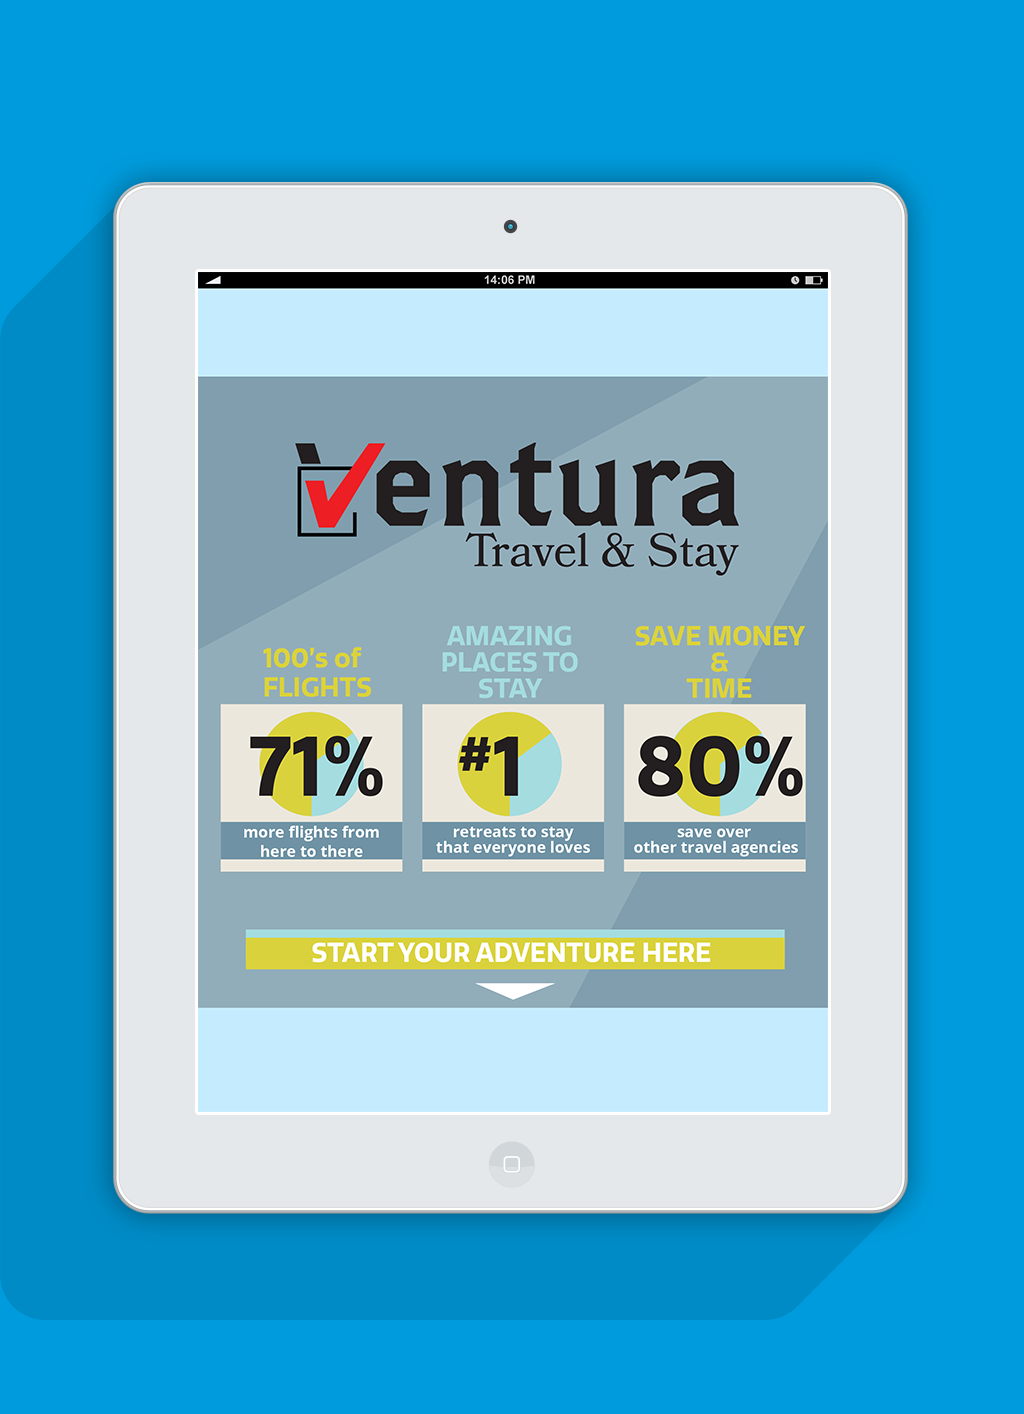 14:06 PM
Ventura
Travel & Stay
100's of
FLIGHTS
71%
more flights from
here to there
AMAZING
PLACES TO
STAY
#1
retreats to stay
that everyone loves
SAVE MONEY
&
TIME
80%
save over
other travel agencies
START YOUR ADVENTURE HERE